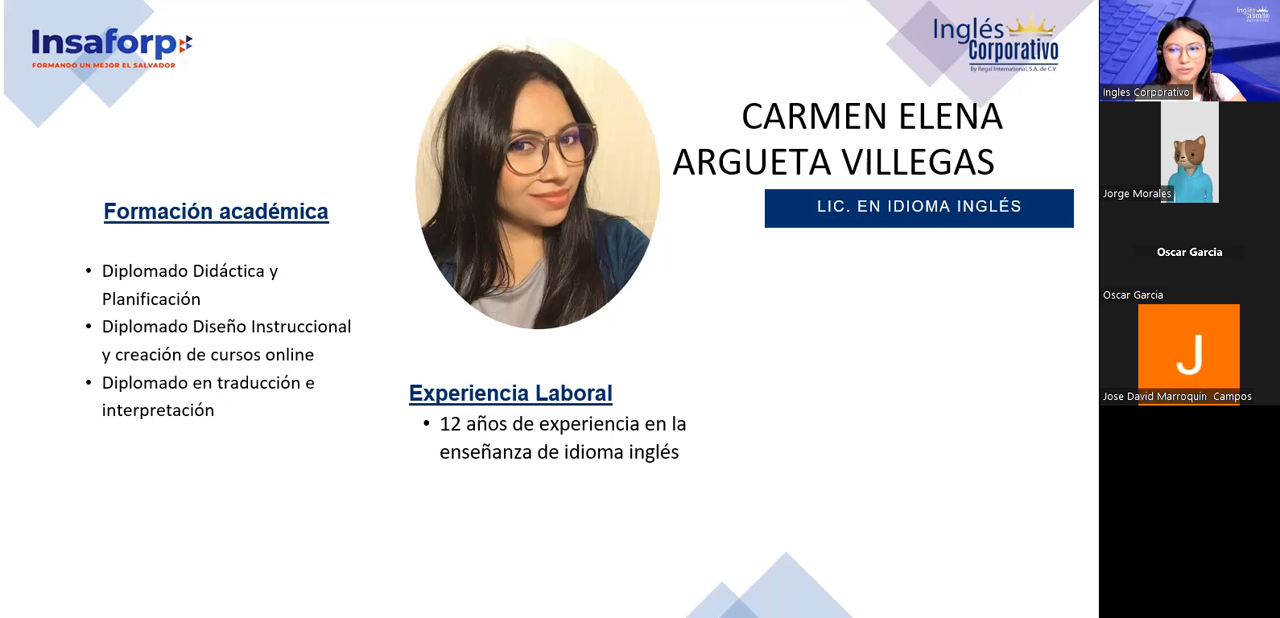 Insaforp
FORMANDO UN MEJOR EL SALVADOR
Inglés
Corporativo
By Regal International, S.A. de C.V.
CARMEN ELENA
ARGUETA VILLEGAS
LIC. EN IDIOMA INGLÉS
Formación académica
• Diplomado Didáctica y
Planificación
• Diplomado Diseño Instruccional
y creación de cursos online
• Diplomado en traducción e
interpretación
Experiencia Laboral
• 12 años de experiencia en la
enseñanza de idioma inglés
Ingles Corporativo
Jorge Morales
Oscar Garcia
Oscar Garcia
J
Jose David Marroquin Campos